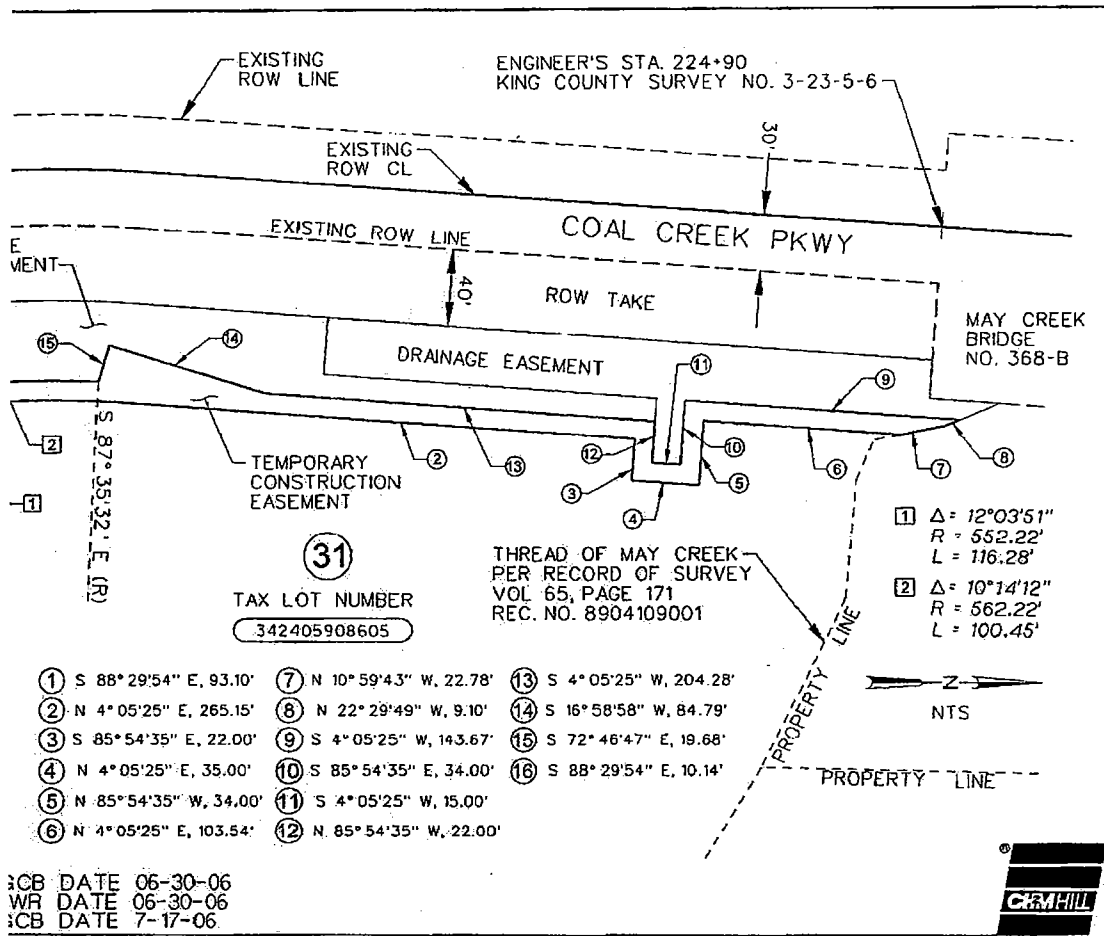 EXISTING
ROW LINE
ENGINEER'S STA. 224+90
KING COUNTY SURVEY NO. 3-23-5-6
EXISTING
ROW CL
30'
COAL CREEK PKWY
EXISTING ROW LINE
E
MENT
40'
ROW TAKE
MAY CREEK
BRIDGE
NO. 368-B
DRAINAGE EASEMENT
15
14
11
9
2
S 87°35'32" E (R)
TEMPORARY
CONSTRUCTION
EASEMENT
2
13
12
10
3
5
4
6
7
8
1
1 Δ = 12°03'51"
R = 552.22'
L = 116.28'
2 Δ = 10°14'12"
R = 562.22'
L = 100.45'
31
TAX LOT NUMBER
342405908605
THREAD OF MAY CREEK
PER RECORD OF SURVEY
VOL 65, PAGE 171
REC. NO. 8904109001
PROPERTY LINE
N
NTS
PROPERTY LINE
1 S 88°29'54" E, 93.10'
2 N 4°05'25" E, 265.15'
3 S 85°54'35" E, 22.00'
4 N 4°05'25" E, 35.00'
5 N 85°54'35" W, 34.00'
6 N 4°05'25" E, 103.54'
7 N 10°59'43" W, 22.78'
8 N 22°29'49" W, 9.10'
9 S 4°05'25" W, 143.67'
10 S 85°54'35" E, 34.00'
11 S 4°05'25" W, 15.00'
12 N 85°54'35" W, 22.00'
13 S 4°05'25" W, 204.28'
14 S 16°58'58" W, 84.79'
15 S 72°46'47" E, 19.68'
16 S 88°29'54" E, 10.14'
GCB DATE 06-30-06
WR DATE 06-30-06
GCB DATE 7-17-06
®
CH2MHILL